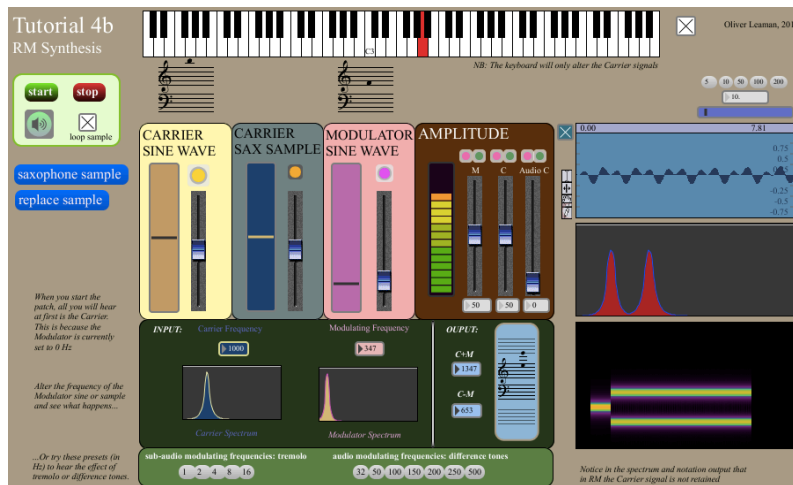 Tutorial 4b
RM Synthesis
C3
Oliver Leaman, 201
NB: The keyboard will only alter the Carrier signals
start
stop
loop sample
saxophone sample
replace sample
5 10 50 100 200
10.
CARRIER
SINE WAVE
CARRIER
SAX SAMPLE
MODULATOR
SINE WAVE
AMPLITUDE
M C Audio C
50 50 0
0.00 7.81
0.75
0.5
-0.25
-0.5
-0.75
When you start the
patch, all you will hear
at first is the Carrier.
This is because the
Modulator is currently
set to 0 Hz
Alter the frequency of the
Modulator sine or sample
and see what happens...
...Or try these presets (in
Hz) to hear the effect of
tremolo or difference tones.
INPUT:
Carrier Frequency
1000
Modulating Frequency
347
Carrier Spectrum
Modulator Spectrum
OUPUT:
C+M
1347
C-M
653
sub-audio modulating frequencies: tremolo
1 2 4 8 16
audio modulating frequencies: difference tones
32 50 100 150 200 250 500
Notice in the spectrum and notation output that
in RM the Carrier signal is not retained